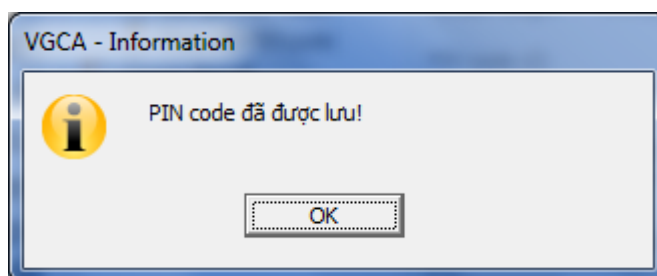 VGCA - Information
PIN code đã được lưu!
OK